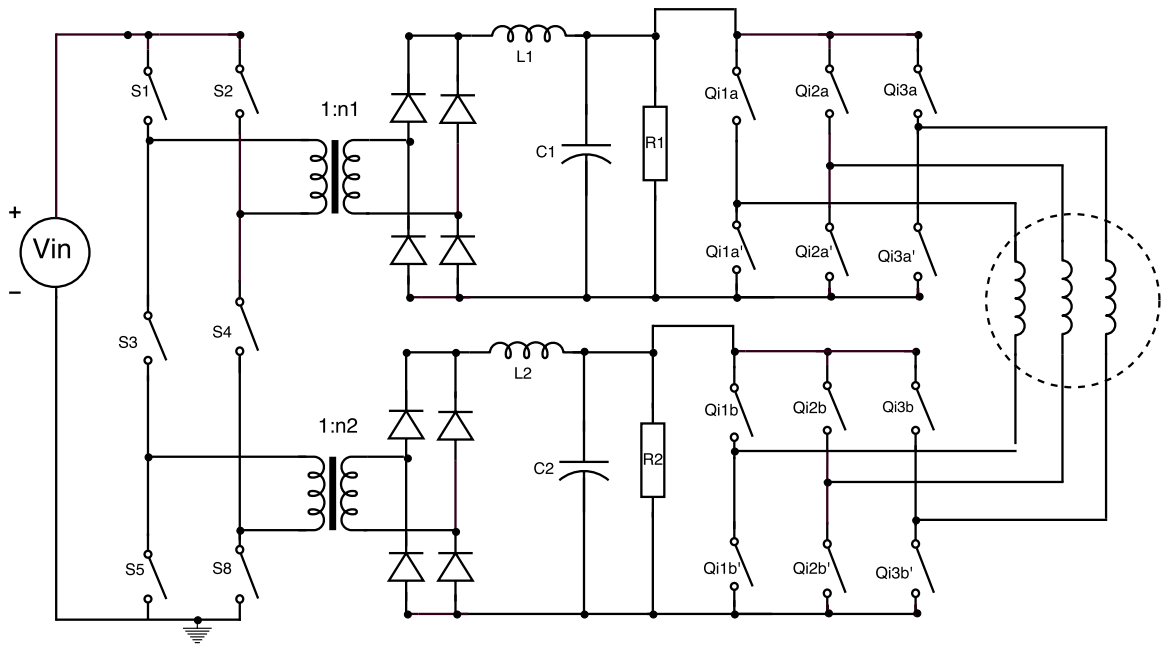 S1
S2
1:n1
L1
C1
R1
Qi1a
Qi2a
Qi3a
+
Vin
−
S3
S4
Qi1a'
Qi2a'
Qi3a'
1:n2
L2
C2
R2
Qi1b
Qi2b
Qi3b
S5
S8
Qi1b'
Qi2b'
Qi3b'